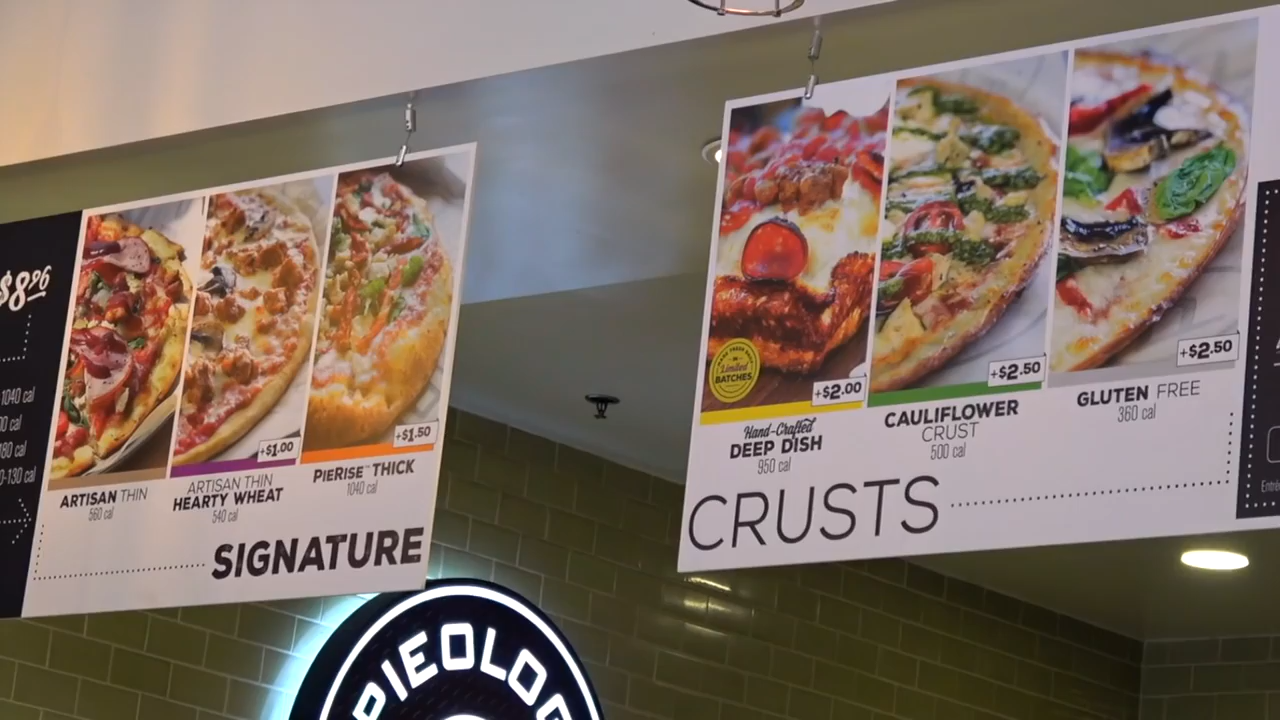 $8.96
1040 cal
ARTISAN THIN
560 cal
+$1.00
ARTISAN THIN
HEARTY WHEAT
540 cal
+$1.50
PIERISE™ THICK
1040 cal
SIGNATURE
Limited
BATCHES
+$2.00
Hand-Crafted
DEEP DISH
950 cal
+$2.50
CAULIFLOWER
CRUST
500 cal
+$2.50
GLUTEN FREE
360 cal
CRUSTS
PIEOLOG